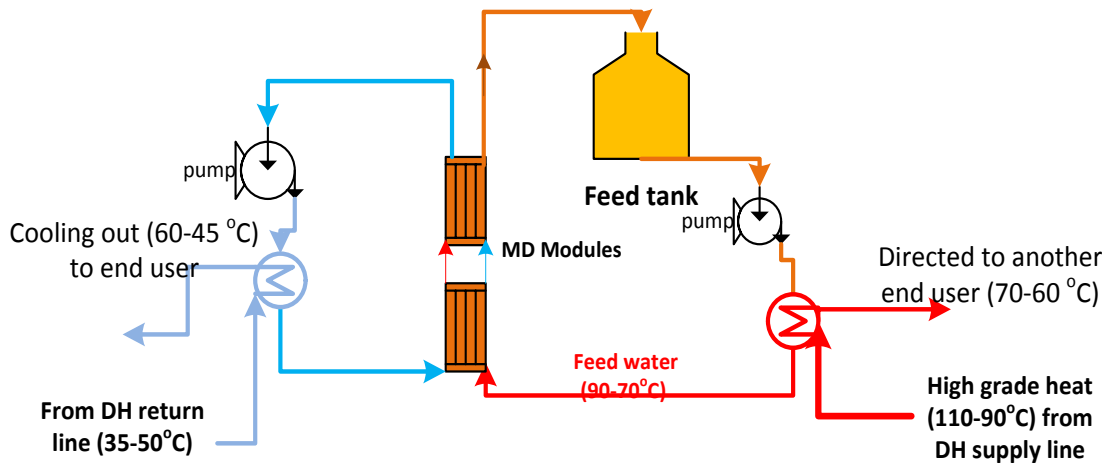 pump
Feed tank
pump
Cooling out (60-45 °C)
to end user
MD Modules
Directed to another
end user (70-60 °C)
Feed water
(90-70°C)
From DH return
line (35-50°C)
High grade heat
(110-90°C) from
DH supply line